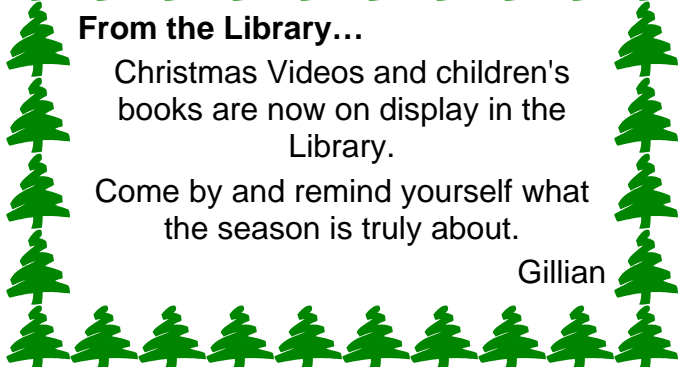 From the Library…
Christmas Videos and children's
books are now on display in the
Library.
Come by and remind yourself what
the season is truly about.
Gillian